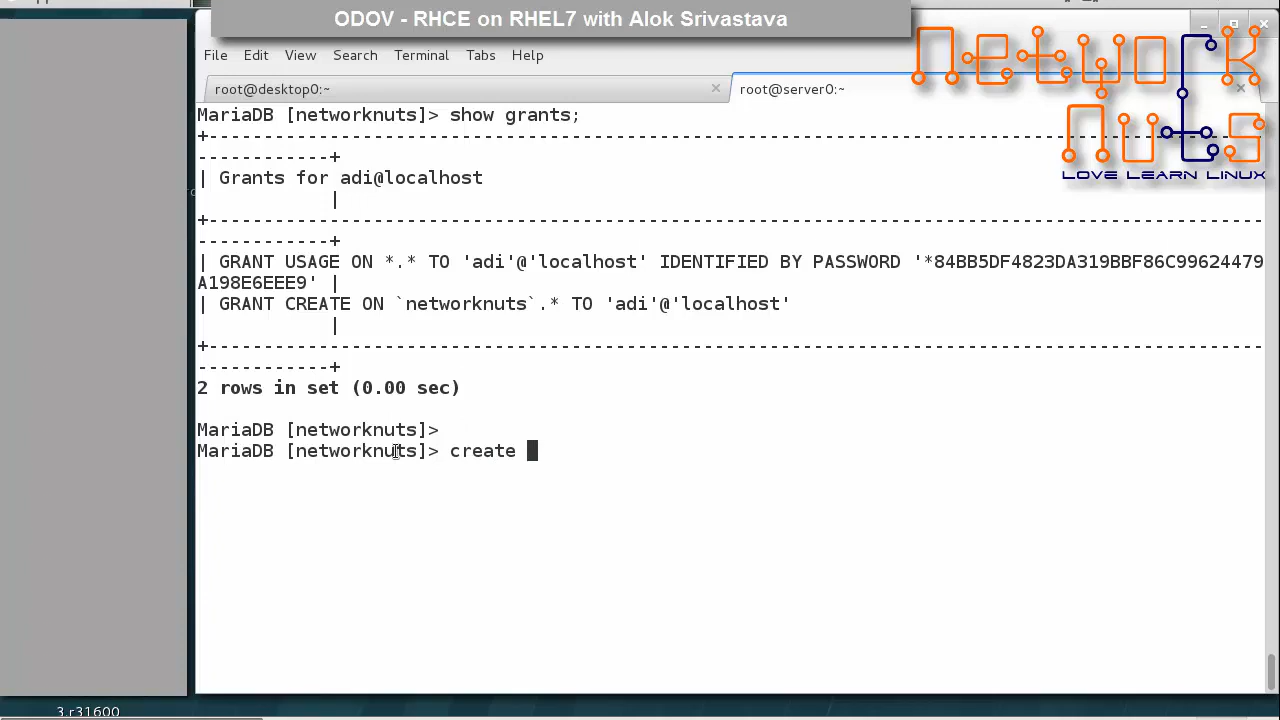 ODOV - RHCE on RHEL7 with Alok Srivastava
NetwoRK
Nuts
LOVE LEARN LINUX
File Edit View Search Terminal Tabs Help
root@desktop0:~ × root@server0:~ ×
MariaDB [networknuts]> show grants;
+----------------------------------------------------------------------------------------------------
------------+
| Grants for adi@localhost
|
+----------------------------------------------------------------------------------------------------
------------+
| GRANT USAGE ON *.* TO 'adi'@'localhost' IDENTIFIED BY PASSWORD '*84BB5DF4823DA319BBF86C99624479
A198E6EEE9' |
| GRANT CREATE ON `networknuts`.* TO 'adi'@'localhost'
|
+----------------------------------------------------------------------------------------------------
------------+
2 rows in set (0.00 sec)
MariaDB [networknuts]>
MariaDB [networknuts]> create
3.r31600